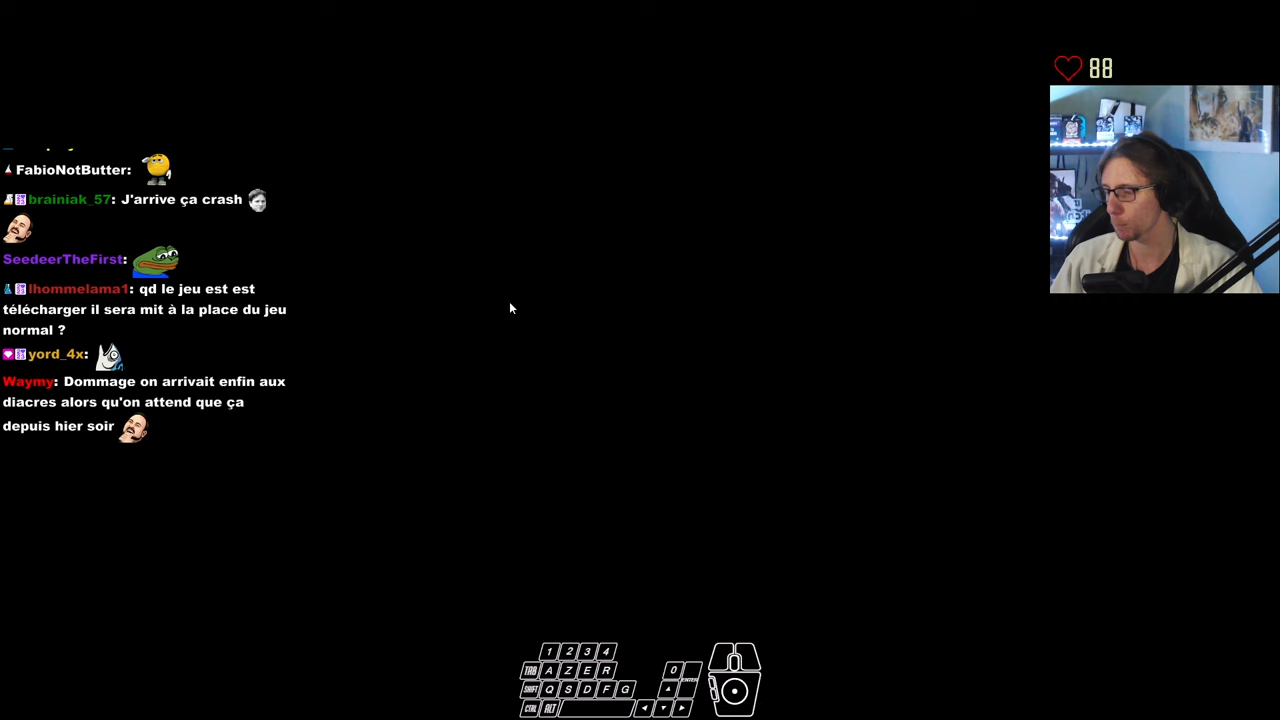 88
FabioNotButter:
brainiak_57: J'arrive ça crash
SeedeerTheFirst:
lhommelama1: qd le jeu est est
télécharger il sera mit à la place du jeu
normal ?
yord_4x:
Waymy: Dommage on arrivait enfin aux
diacres alors qu'on attend que ça
depuis hier soir
1 2 3 4
TAB A Z E R 0
ENTER
SHIFT Q S D F G
CTRL ALT